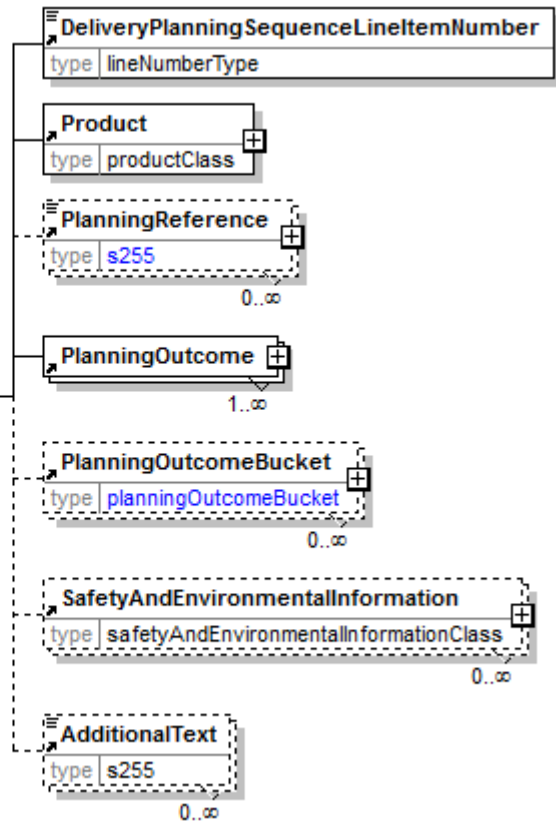 DeliveryPlanningSequenceLineItemNumber
type lineNumberType
Product
type productClass
PlanningReference
type s255
0..∞
PlanningOutcome
1..∞
PlanningOutcomeBucket
type planningOutcomeBucket
0..∞
SafetyAndEnvironmentalInformation
type safetyAndEnvironmentalInformationClass
0..∞
AdditionalText
type s255
0..∞